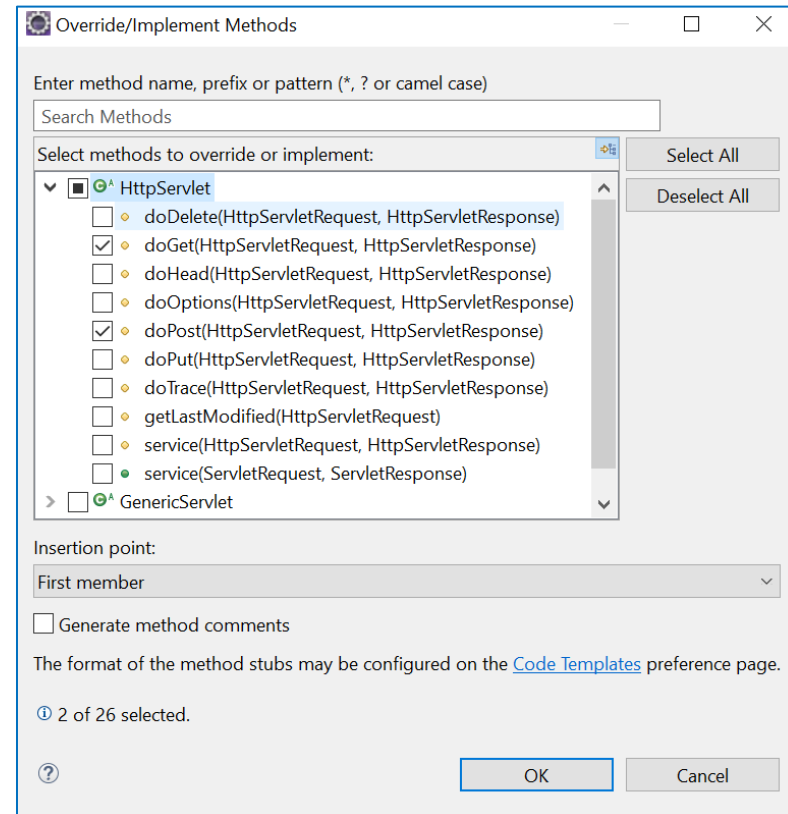 Override/Implement Methods
Enter method name, prefix or pattern (*, ? or camel case)
Search Methods
Select methods to override or implement:
Select All
Deselect All
HttpServlet
doDelete(HttpServletRequest, HttpServletResponse)
doGet(HttpServletRequest, HttpServletResponse)
doHead(HttpServletRequest, HttpServletResponse)
doOptions(HttpServletRequest, HttpServletResponse)
doPost(HttpServletRequest, HttpServletResponse)
doPut(HttpServletRequest, HttpServletResponse)
doTrace(HttpServletRequest, HttpServletResponse)
getLastModified(HttpServletRequest)
service(HttpServletRequest, HttpServletResponse)
service(ServletRequest, ServletResponse)
GenericServlet
Insertion point:
First member
Generate method comments
The format of the method stubs may be configured on the Code Templates preference page.
2 of 26 selected.
OK
Cancel